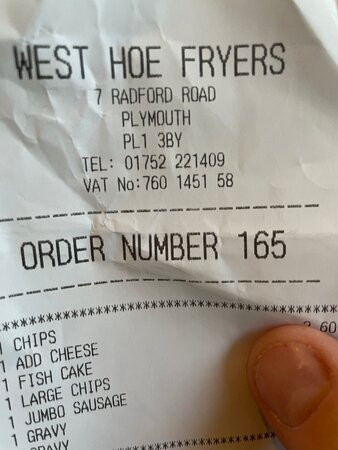 WEST HOE FRYERS
7 RADFORD ROAD
PLYMOUTH
PL1 3BY
TEL: 01752 221409
VAT No:760 1451 58
--------------------------------
ORDER NUMBER 165
--------------------------------
********************************
1 CHIPS
1 ADD CHEESE
1 FISH CAKE
1 LARGE CHIPS
1 JUMBO SAUSAGE
1 GRAVY
GRAVY